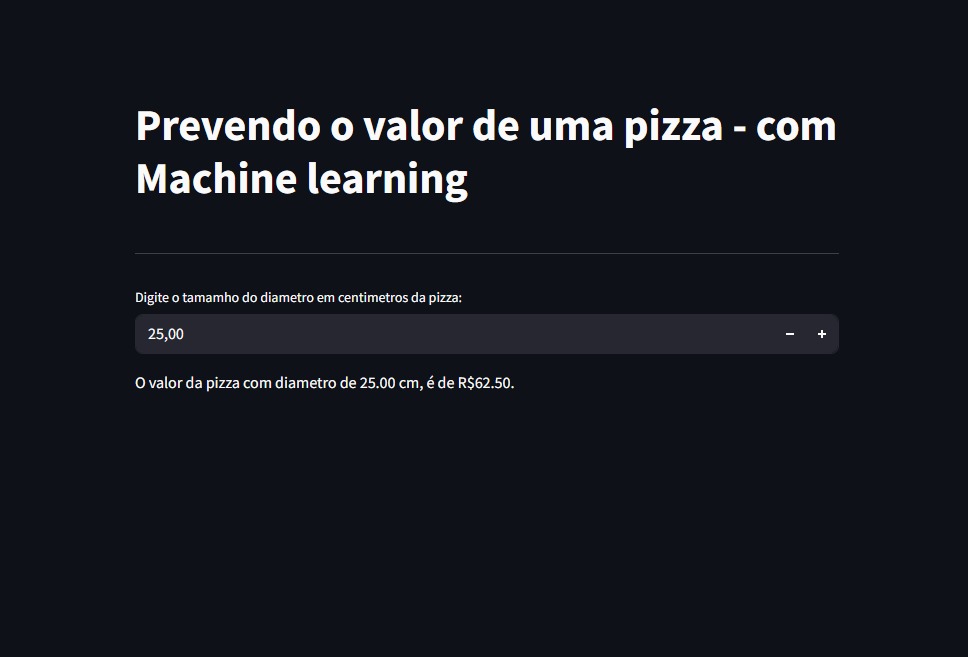 Prevendo o valor de uma pizza - com
Machine learning
Digite o tamamho do diametro em centimetros da pizza:
25,00
O valor da pizza com diametro de 25.00 cm, é de R$62.50.